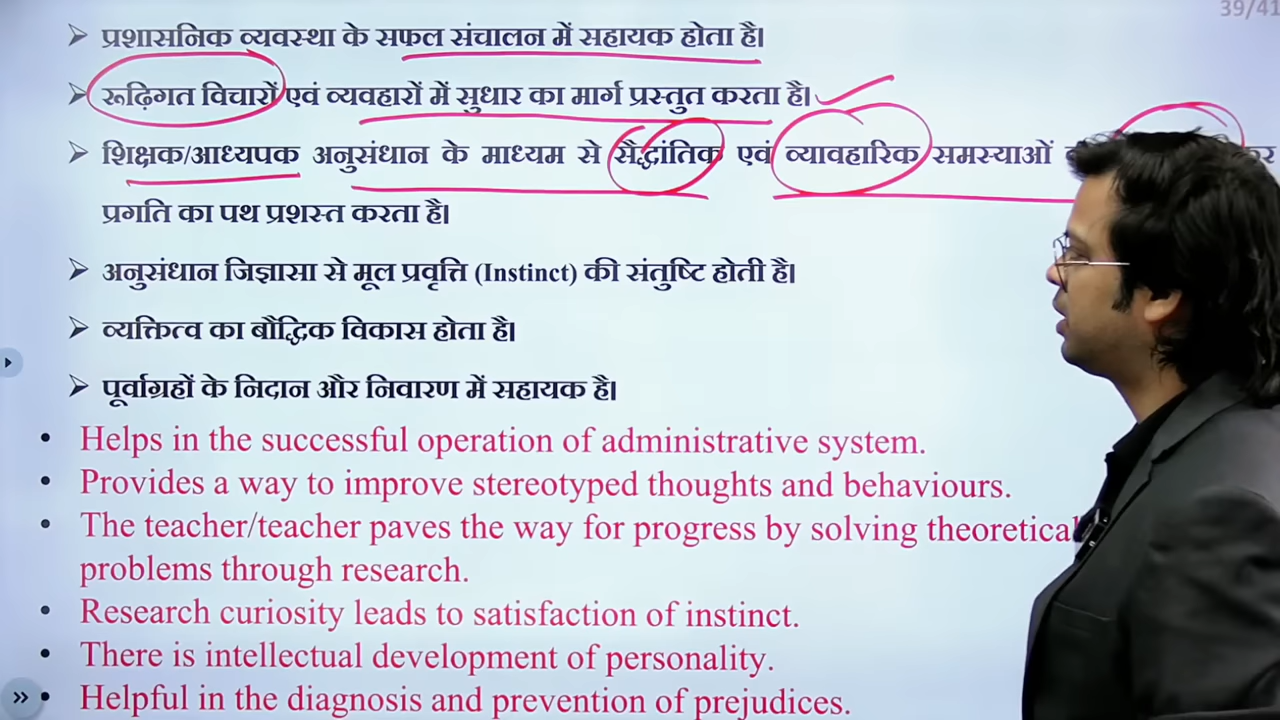 39/41
➢ प्रशासनिक व्यवस्था के सफल संचालन में सहायक होता है।
➢ रूढ़िगत विचारों एवं व्यवहारों में सुधार का मार्ग प्रस्तुत करता है।
➢ शिक्षक/आध्यपक अनुसंधान के माध्यम से सैद्धांतिक एवं व्यावहारिक समस्याओं
प्रगति का पथ प्रशस्त करता है।
➢ अनुसंधान जिज्ञासा से मूल प्रवृत्ति (Instinct) की संतुष्टि होती है।
➢ व्यक्तित्व का बौद्धिक विकास होता है।
➢ पूर्वाग्रहों के निदान और निवारण में सहायक है।
• Helps in the successful operation of administrative system.
• Provides a way to improve stereotyped thoughts and behaviours.
• The teacher/teacher paves the way for progress by solving theoretical
problems through research.
• Research curiosity leads to satisfaction of instinct.
• There is intellectual development of personality.
• Helpful in the diagnosis and prevention of prejudices.